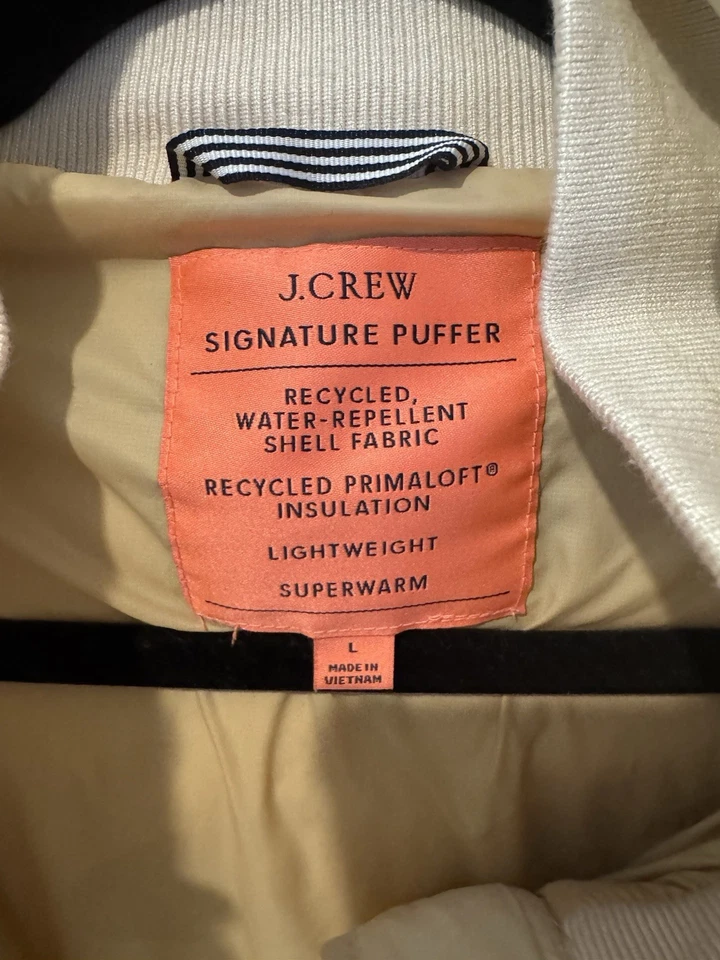 J.CREW
SIGNATURE PUFFER
RECYCLED,
WATER-REPELLENT
SHELL FABRIC
RECYCLED PRIMALOFT®
INSULATION
LIGHTWEIGHT
SUPERWARM
L
MADE IN
VIETNAM